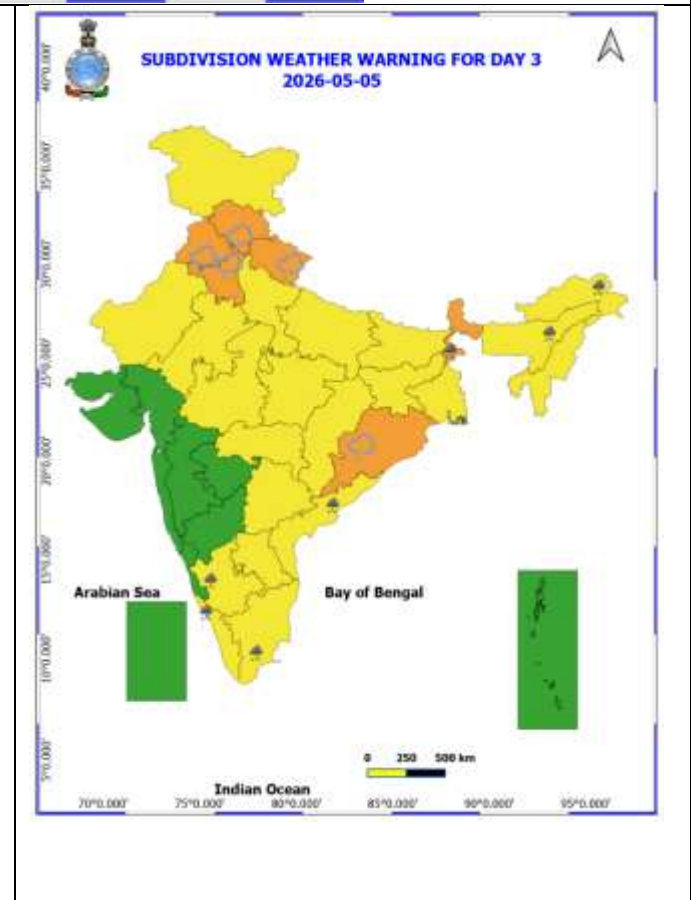 SUBDIVISION WEATHER WARNING FOR DAY 3
2026-05-05
40°0.000'
35°0.000'
30°0.000'
25°0.000'
20°0.000'
15°0.000'
10°0.000'
5°0.000'
Arabian Sea
Bay of Bengal
0 250 500 km
Indian Ocean
70°0.000' 75°0.000' 80°0.000' 85°0.000' 90°0.000' 95°0.000'